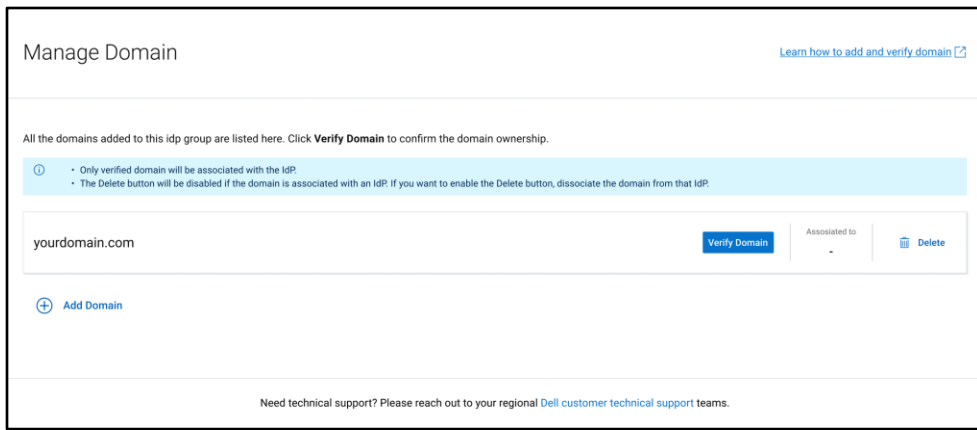 Manage Domain
Learn how to add and verify domain
All the domains added to this idp group are listed here. Click Verify Domain to confirm the domain ownership.
• Only verified domain will be associated with the IdP.
• The Delete button will be disabled if the domain is associated with an IdP. If you want to enable the Delete button, dissociate the domain from that IdP.
yourdomain.com
Verify Domain
Assosiated to
-
Delete
Add Domain
Need technical support? Please reach out to your regional Dell customer technical support teams.